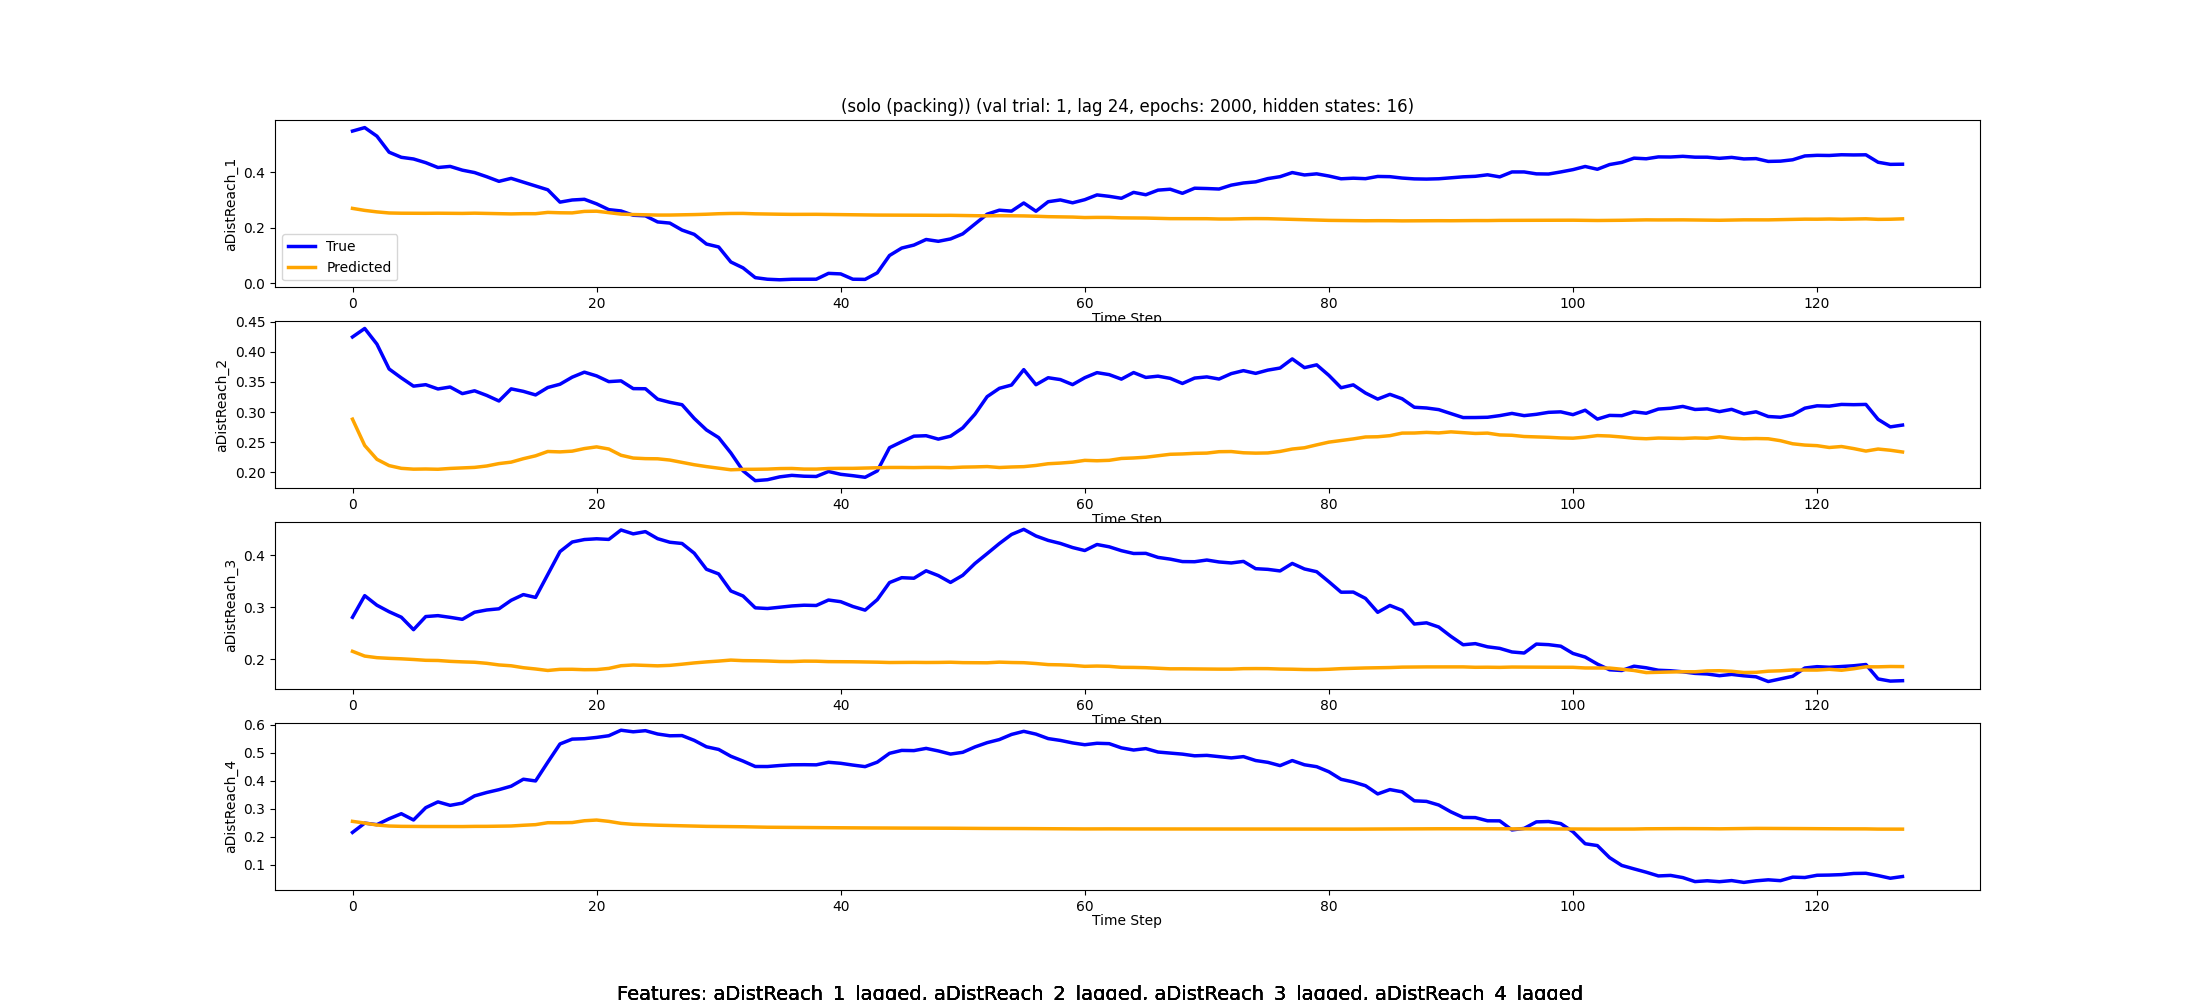 (solo (packing)) (val trial: 1, lag 24, epochs: 2000, hidden states: 16)
aDistReach_1
0.4
0.2
0.0
True
Predicted
0 20 40 60 80 100 120
Time Step
aDistReach_2
0.45
0.40
0.35
0.30
0.25
0.20
0 20 40 60 80 100 120
Time Step
aDistReach_3
0.4
0.3
0.2
0 20 40 60 80 100 120
Time Step
aDistReach_4
0.6
0.5
0.4
0.3
0.2
0.1
0 20 40 60 80 100 120
Time Step
Features: aDistReach_1_lagged, aDistReach_2_lagged, aDistReach_3_lagged, aDistReach_4_lagged